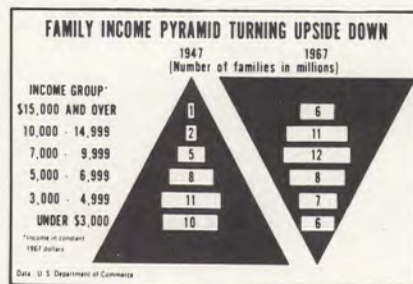 FAMILY INCOME PYRAMID TURNING UPSIDE DOWN
1947 1967
(Number of families in millions)
INCOME GROUP*
$15,000 AND OVER 1 6
10,000 - 14,999 2 11
7,000 - 9,999 5 12
5,000 - 6,999 8 8
3,000 - 4,999 11 7
UNDER $3,000 10 6
*Income in constant
1967 dollars
Data: U S Department of Commerce